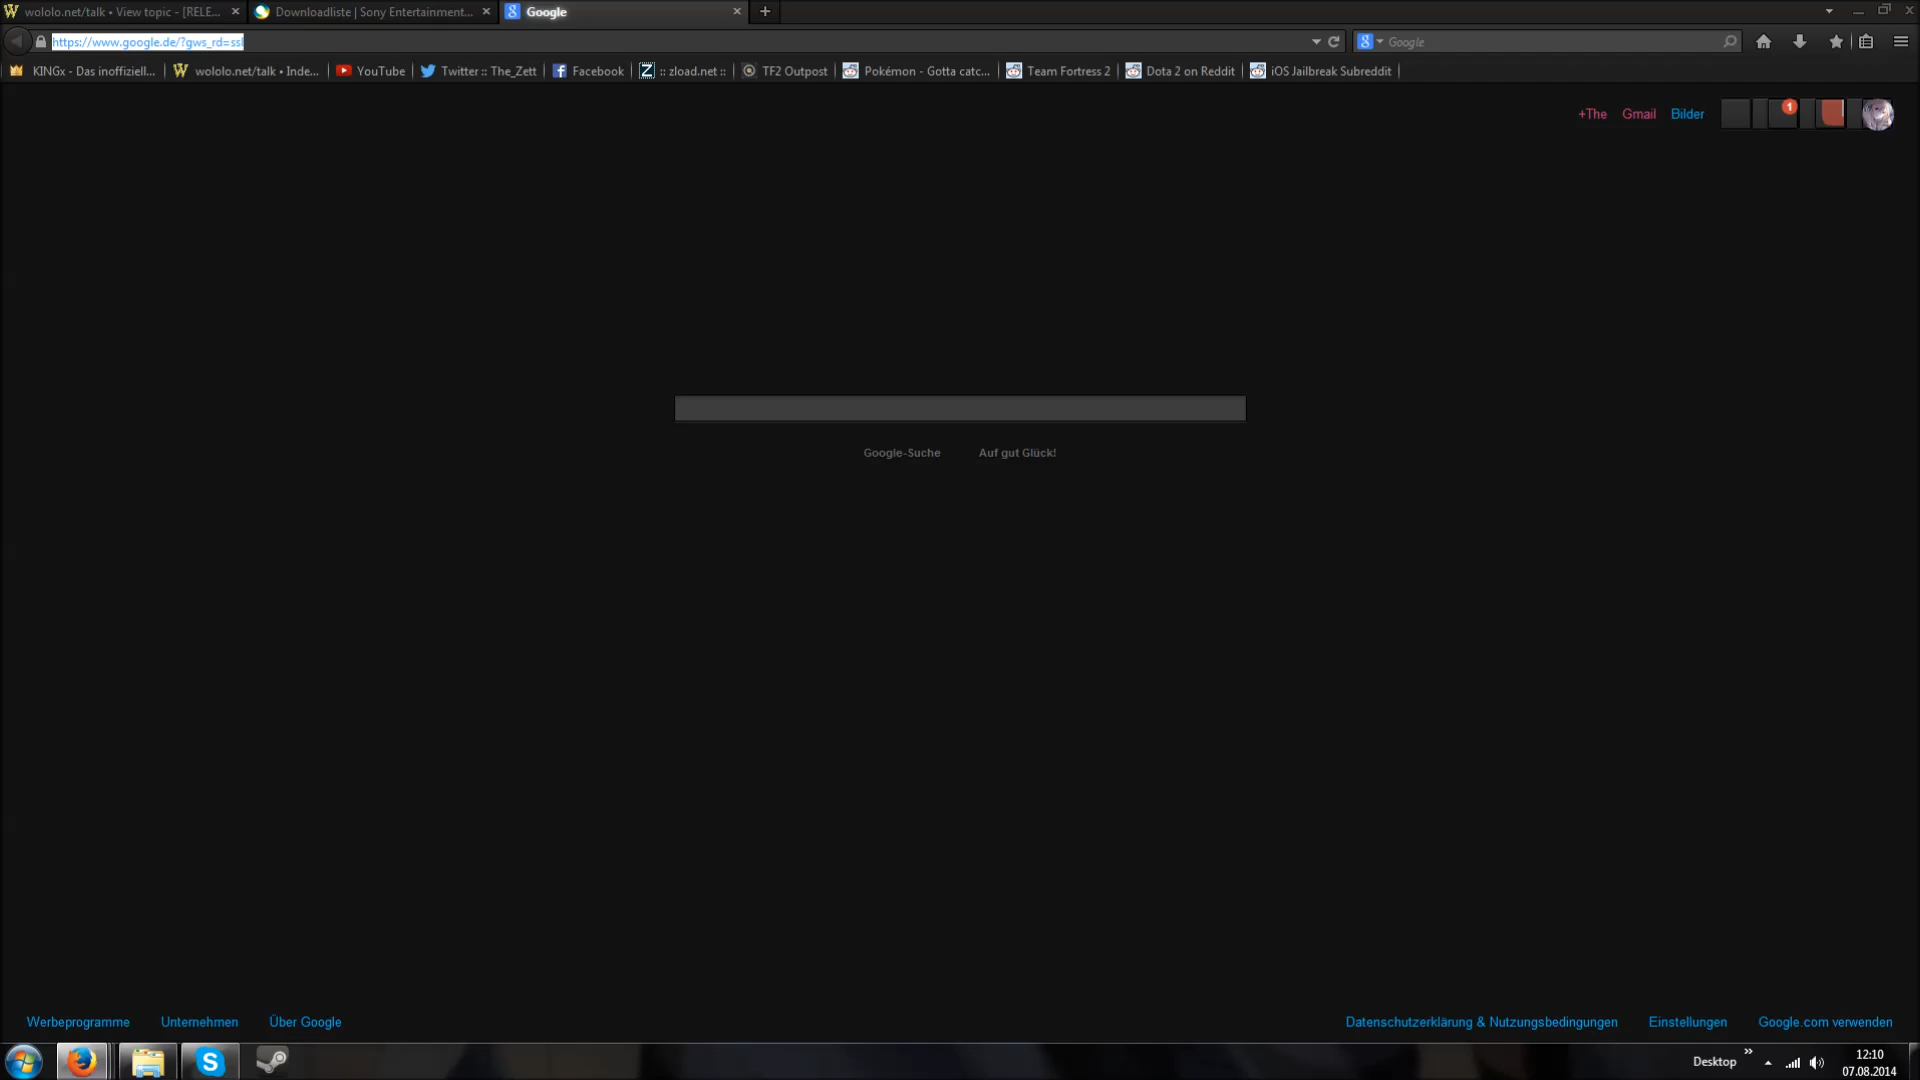 wololo.net/talk • View topic - [RELE...
Downloadliste | Sony Entertainment...
Google
https://www.google.de/?gws_rd=ssl
Google
KINGx - Das inoffiziell...
wololo.net/talk • Inde...
YouTube
Twitter :: The_Zett
Facebook
:: zload.net ::
TF2 Outpost
Pokémon - Gotta catc...
Team Fortress 2
Dota 2 on Reddit
iOS Jailbreak Subreddit
+The
Gmail
Bilder
1
Google-Suche
Auf gut Glück!
Werbeprogramme
Unternehmen
Über Google
Datenschutzerklärung & Nutzungsbedingungen
Einstellungen
Google.com verwenden
Desktop
12:10
07.08.2014